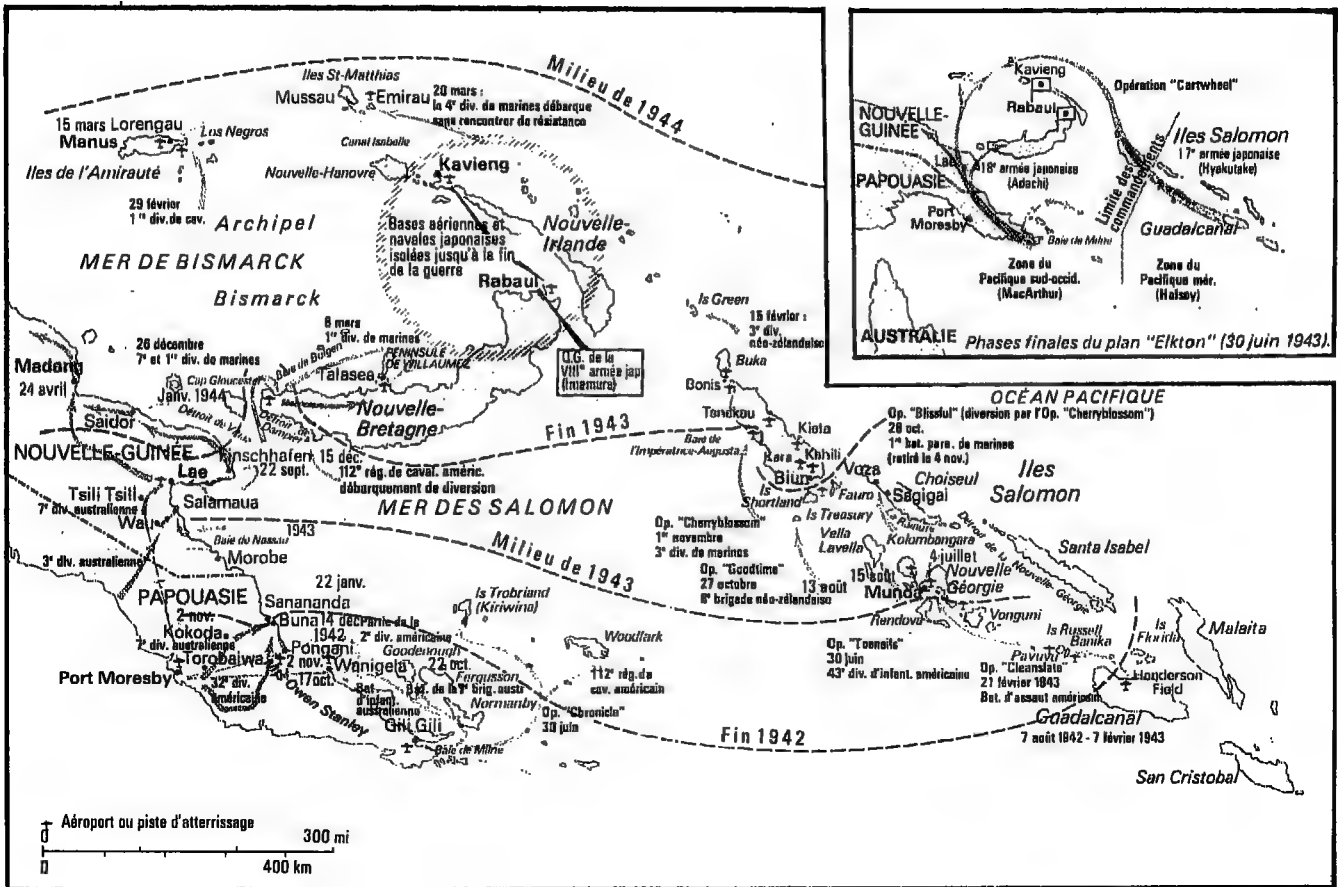 Milieu de 1944
Iles St-Matthias
Mussau
Emirau
20 mars :
la 4e div. de marines débarque
sans rencontrer de résistance
15 mars Lorengau
Manus
Los Negros
Iles de l'Amirauté
29 février
1re div. de cav.
Canal Isabelle
Nouvelle-Hanovre
Kavieng
Archipel
Bismarck
MER DE BISMARCK
Nouvelle-
Irlande
Bases aériennes et
navales japonaises
isolées jusqu'à la fin
de la guerre
Rabaul
Q.G. de la
VIIIe armée jap.
(Imamura)
6 mars
1re div. de marines
PÉNINSULE
DE WILLAUMEZ
Talasea
26 décembre
7e et 1re div. de marines
Cap Gloucester
Janv. 1944
Nouvelle-
Bretagne
Madang
24 avril
Saidor
NOUVELLE-GUINÉE
Finschhafen
22 sept.
15 déc.
112e rég. de caval. améric.
débarquement de diversion
Fin 1943
Lae
Salamaua
Tsili Tsili
7e div. australienne
Wau
1943
Baie de Nassau
Morobe
3e div. australienne
MER DES SALOMON
Milieu de 1943
PAPOUASIE
22 janv.
Sanananda
Buna
14 déc.
Partie de la
2e div. américaine
1942
2 nov.
Kokoda
7e div. australienne
Pongani
2 nov.
Wanigela
17 oct.
Torobaiwa
Port Moresby
32e div.
américaine
Owen Stanley
Goodenough
22 oct.
Fergusson
Bat.
d'infant.
australienne
Normanby
Gili Gili
Baie de Milne
Is Trobriand
(Kiriwina)
Woodlark
112e rég. de
cav. américain
Op. "Chronicle"
30 juin
Fin 1942
Is Green
15 février :
3e div.
néo-zélandaise
Buka
Bonis
Kieta
Baie de
l'Impératrice-Augusta
Kara
Kahili
Buin
Is
Shortland
Fauro
Is Treasury
Op. "Blissful" (diversion par l'Op. "Cherryblossom")
28 oct.
1er bat. para. de marines
(retiré le 4 nov.)
OCÉAN PACIFIQUE
Voza
Choiseul
Sagigai
Iles
Salomon
Vella
Lavella
Kolombangara
4 juillet
Nouvelle
Géorgie
15 août
13 août
Munda
Rendova
Vonguni
Santa Isabel
Détroit de la Nouvelle Géorgie
Op. "Cherryblossom"
1er novembre
3e div. de marines
Op. "Goodtime"
27 octobre
8e brigade néo-zélandaise
Op. "Toenails"
30 juin
43e div. d'infant. américaine
Is Russell
Banika
Pavuvu
Op. "Cleanslate"
21 février 1943
Bat. d'assaut américain
Is
Florida
Malaita
Henderson
Field
Guadalcanal
7 août 1942 - 7 février 1943
San Cristobal
Aéroport ou piste d'atterrissage
300 mi
0
400 km
Kavieng
Rabaul
Opération "Cartwheel"
NOUVELLE-
GUINÉE
Lae
18e armée japonaise
(Adachi)
PAPOUASIE
Port
Moresby
Baie de Milne
Iles Salomon
17e armée japonaise
(Hyakutake)
Limite des
commandements
Guadalcanal
Zone du
Pacifique sud-occid.
(MacArthur)
Zone du
Pacifique mér.
(Halsey)
AUSTRALIE
Phases finales du plan "Elkton" (30 juin 1943).